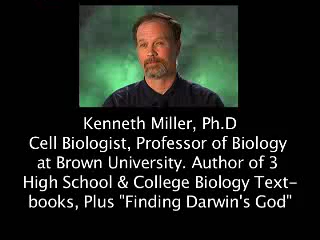 Kenneth Miller, Ph.D
Cell Biologist, Professor of Biology
at Brown University. Author of 3
High School & College Biology Text-
books, Plus "Finding Darwin's God"